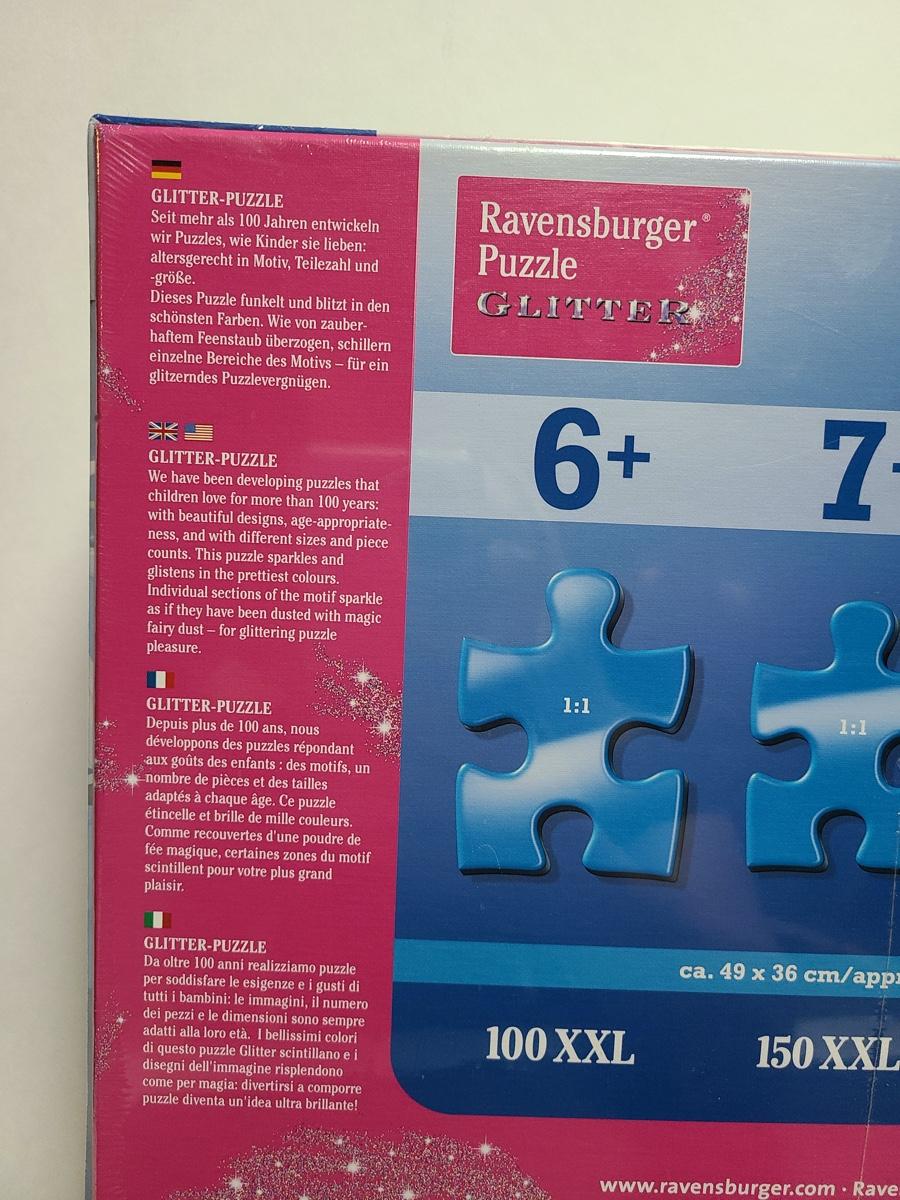 GLITTER-PUZZLE
Seit mehr als 100 Jahren entwickeln
wir Puzzles, wie Kinder sie lieben:
altersgerecht in Motiv, Teilezahl und
-größe.
Dieses Puzzle funkelt und blitzt in den
schönsten Farben. Wie von zauber-
haftem Feenstaub überzogen, schillern
einzelne Bereiche des Motivs – für ein
glitzerndes Puzzlevergnügen.
GLITTER-PUZZLE
We have been developing puzzles that
children love for more than 100 years:
with beautiful designs, age-appropriate-
ness, and with different sizes and piece
counts. This puzzle sparkles and
glistens in the prettiest colours.
Individual sections of the motif sparkle
as if they have been dusted with magic
fairy dust – for glittering puzzle
pleasure.
GLITTER-PUZZLE
Depuis plus de 100 ans, nous
développons des puzzles répondant
aux goûts des enfants : des motifs, un
nombre de pièces et des tailles
adaptés à chaque âge. Ce puzzle
étincelle et brille de mille couleurs.
Comme recouvertes d'une poudre de
fée magique, certaines zones du motif
scintillent pour votre plus grand
plaisir.
GLITTER-PUZZLE
Da oltre 100 anni realizziamo puzzle
per soddisfare le esigenze e i gusti di
tutti i bambini: le immagini, il numero
dei pezzi e le dimensioni sono sempre
adatti alla loro età. I bellissimi colori
di questo puzzle Glitter scintillano e i
disegni dell'immagine risplendono
come per magia: divertirsi a comporre
puzzle diventa un'idea ultra brillante!
Ravensburger®
Puzzle
GLITTER
6+ 7
1:1 1:1
ca. 49 x 36 cm/appr
100 XXL 150 XXL
www.ravensburger.com · Rave